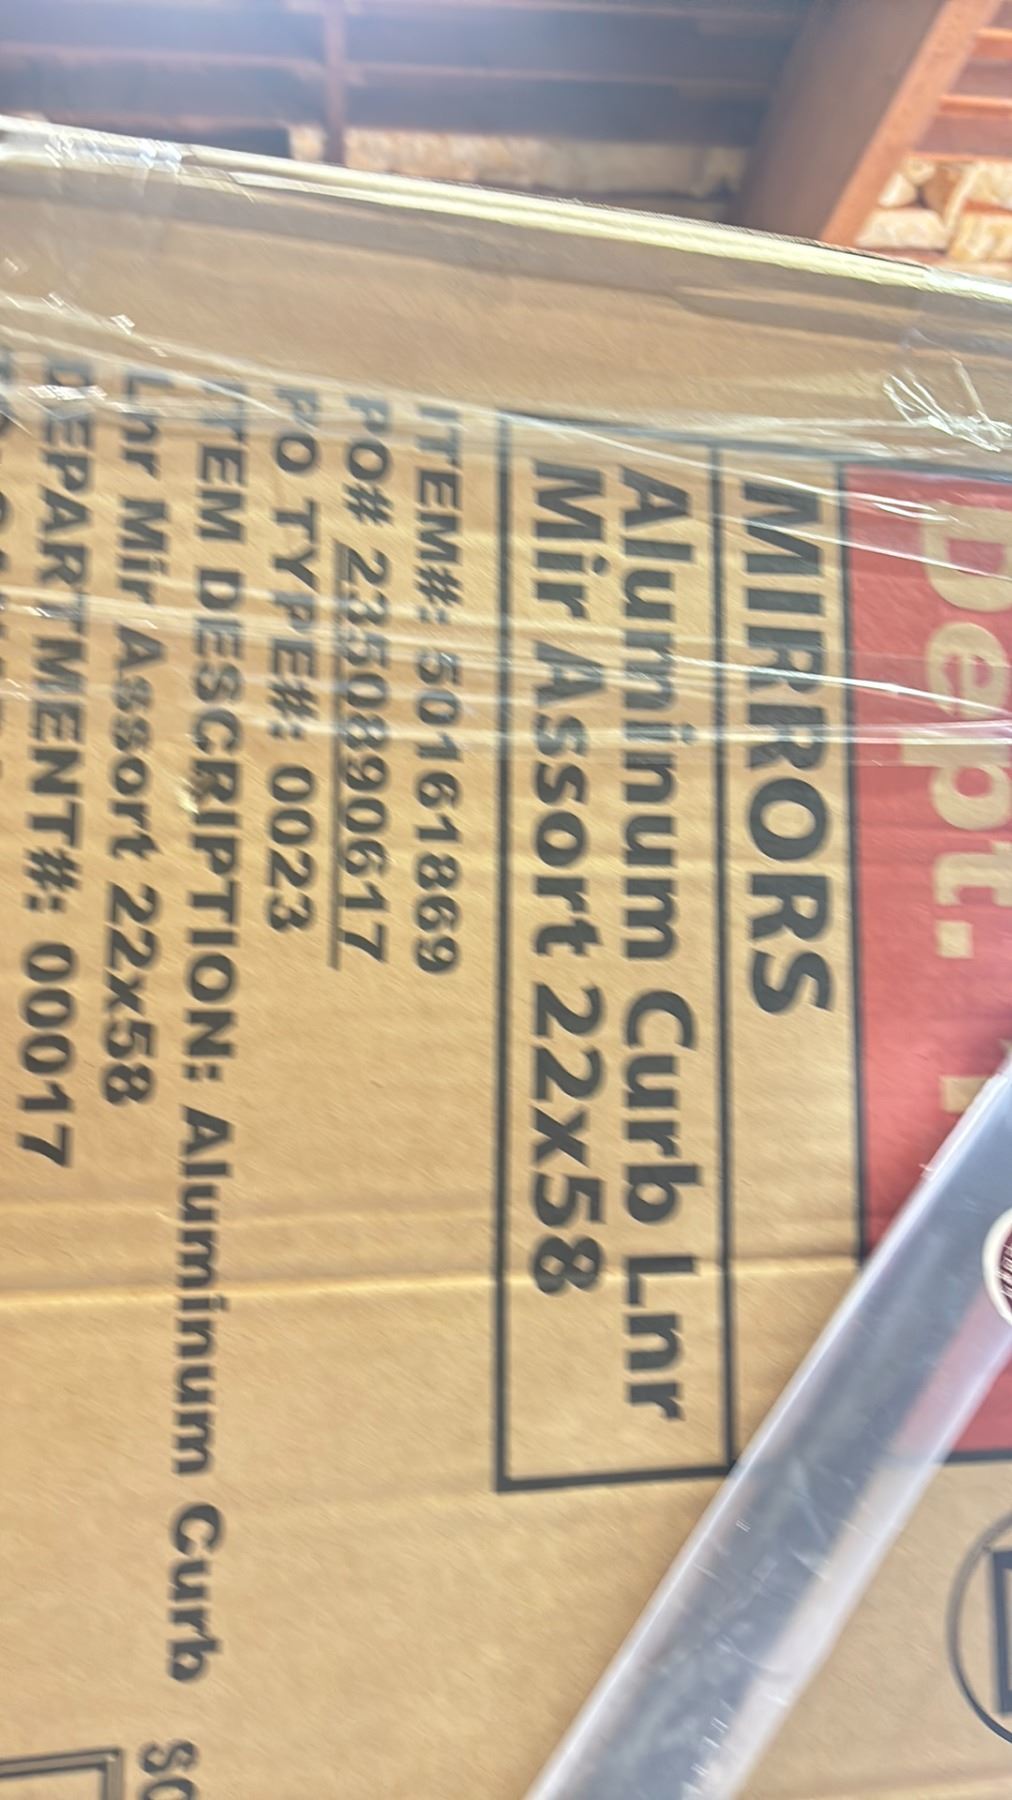 Dept.
MIRRORS
Aluminum Curb Lnr
Mir Assort 22x58
ITEM#: 50161869
PO# 2350890617
PO TYPE#: 0023
ITEM DESCRIPTION: Aluminum Curb
Lnr Mir Assort 22x58
DEPARTMENT#: 00017